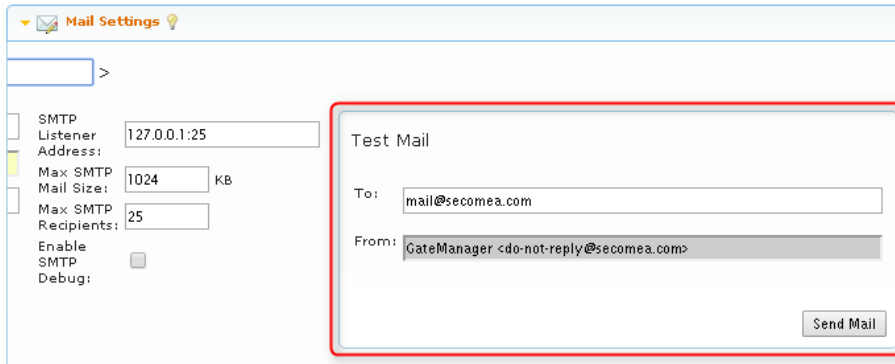 Mail Settings
>
SMTP
Listener
Address:
127.0.0.1:25
Max SMTP
Mail Size:
1024
KB
Max SMTP
Recipients:
25
Enable
SMTP
Debug:
Test Mail
To:
mail@secomea.com
From:
GateManager <do-not-reply@secomea.com>
Send Mail